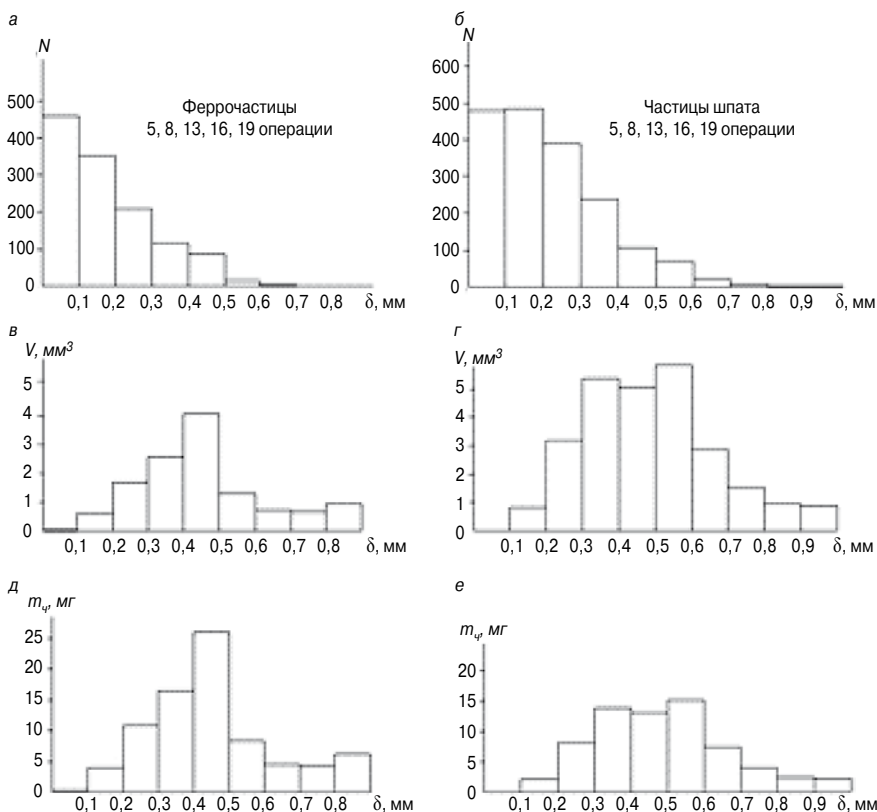 а
N
500
400
300
200
100
0
Феррочастицы
5, 8, 13, 16, 19 операции
0,1 0,2 0,3 0,4 0,5 0,6 0,7 0,8 δ, мм
б
N
600
500
400
300
200
100
0
Частицы шпата
5, 8, 13, 16, 19 операции
0,1 0,2 0,3 0,4 0,5 0,6 0,7 0,8 0,9 δ, мм
в
V, мм³
5
4
3
2
1
0
0,1 0,2 0,3 0,4 0,5 0,6 0,7 0,8 δ, мм
г
V, мм³
5
4
3
2
1
0
0,1 0,2 0,3 0,4 0,5 0,6 0,7 0,8 0,9 δ, мм
д
mч, мг
25
20
15
10
5
0
0,1 0,2 0,3 0,4 0,5 0,6 0,7 0,8 δ, мм
е
mч, мг
20
15
10
5
0
0,1 0,2 0,3 0,4 0,5 0,6 0,7 0,8 0,9 δ, мм